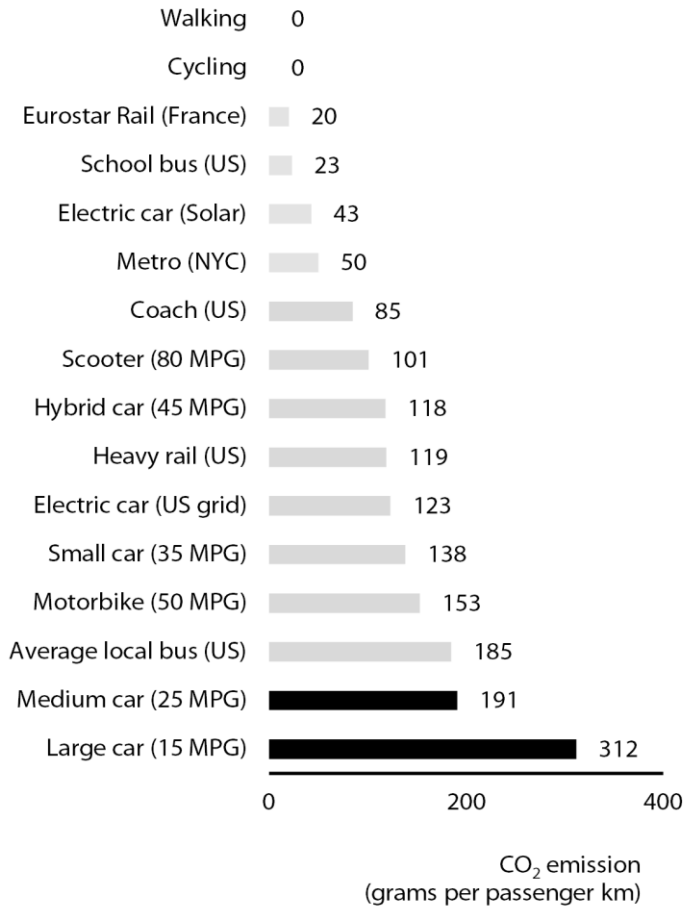 Walking 0
Cycling 0
Eurostar Rail (France) 20
School bus (US) 23
Electric car (Solar) 43
Metro (NYC) 50
Coach (US) 85
Scooter (80 MPG) 101
Hybrid car (45 MPG) 118
Heavy rail (US) 119
Electric car (US grid) 123
Small car (35 MPG) 138
Motorbike (50 MPG) 153
Average local bus (US) 185
Medium car (25 MPG) 191
Large car (15 MPG) 312
0 200 400
CO₂ emission
(grams per passenger km)